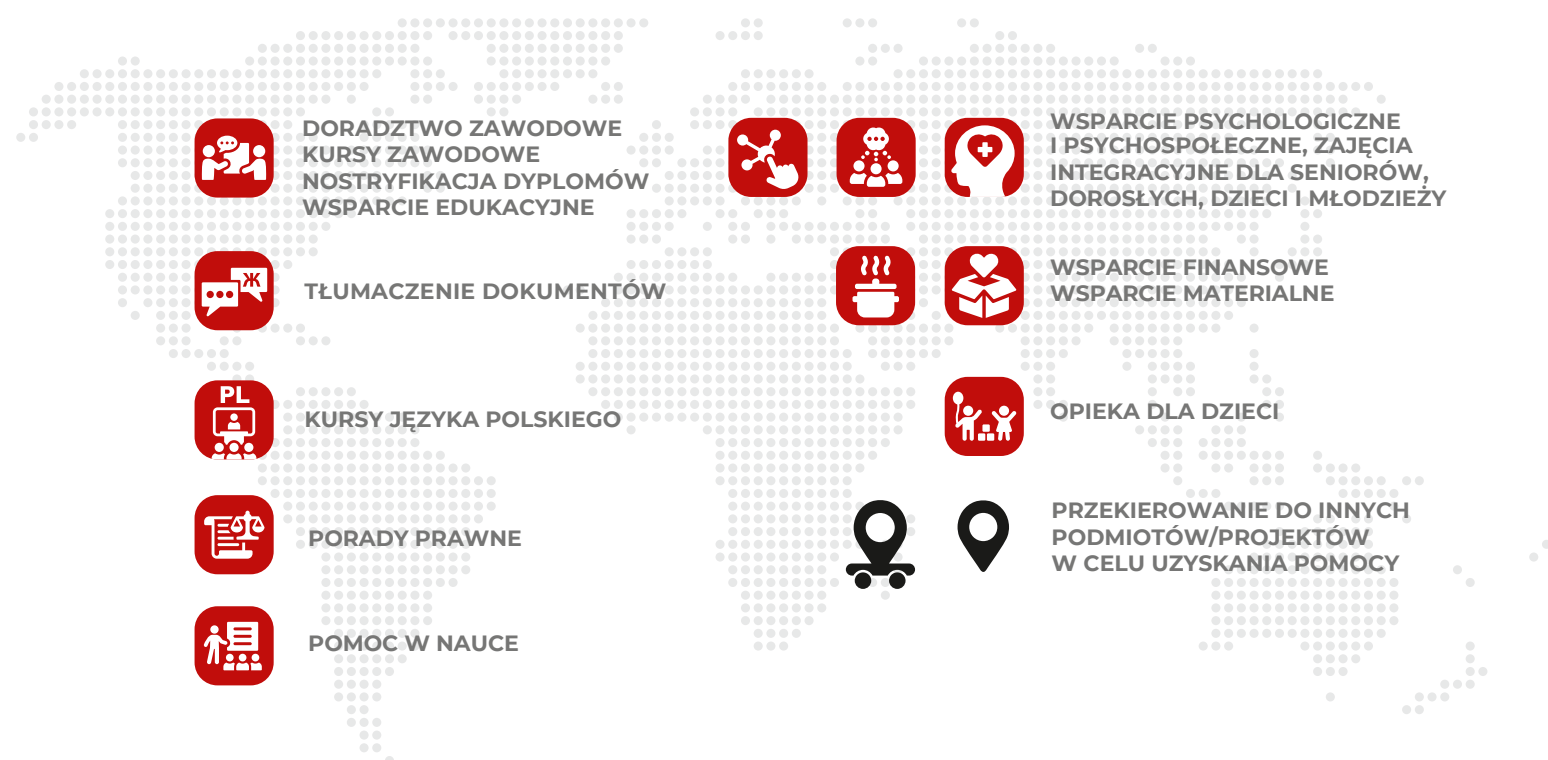 DORADZTWO ZAWODOWE
KURSY ZAWODOWE
NOSTRYFIKACJA DYPLOMÓW
WSPARCIE EDUKACYJNE
Ж
TŁUMACZENIE DOKUMENTÓW
PL
KURSY JĘZYKA POLSKIEGO
PORADY PRAWNE
POMOC W NAUCE
WSPARCIE PSYCHOLOGICZNE
I PSYCHOSPOŁECZNE, ZAJĘCIA
INTEGRACYJNE DLA SENIORÓW,
DOROSŁYCH, DZIECI I MŁODZIEŻY
WSPARCIE FINANSOWE
WSPARCIE MATERIALNE
OPIEKA DLA DZIECI
PRZEKIEROWANIE DO INNYCH
PODMIOTÓW/PROJEKTÓW
W CELU UZYSKANIA POMOCY